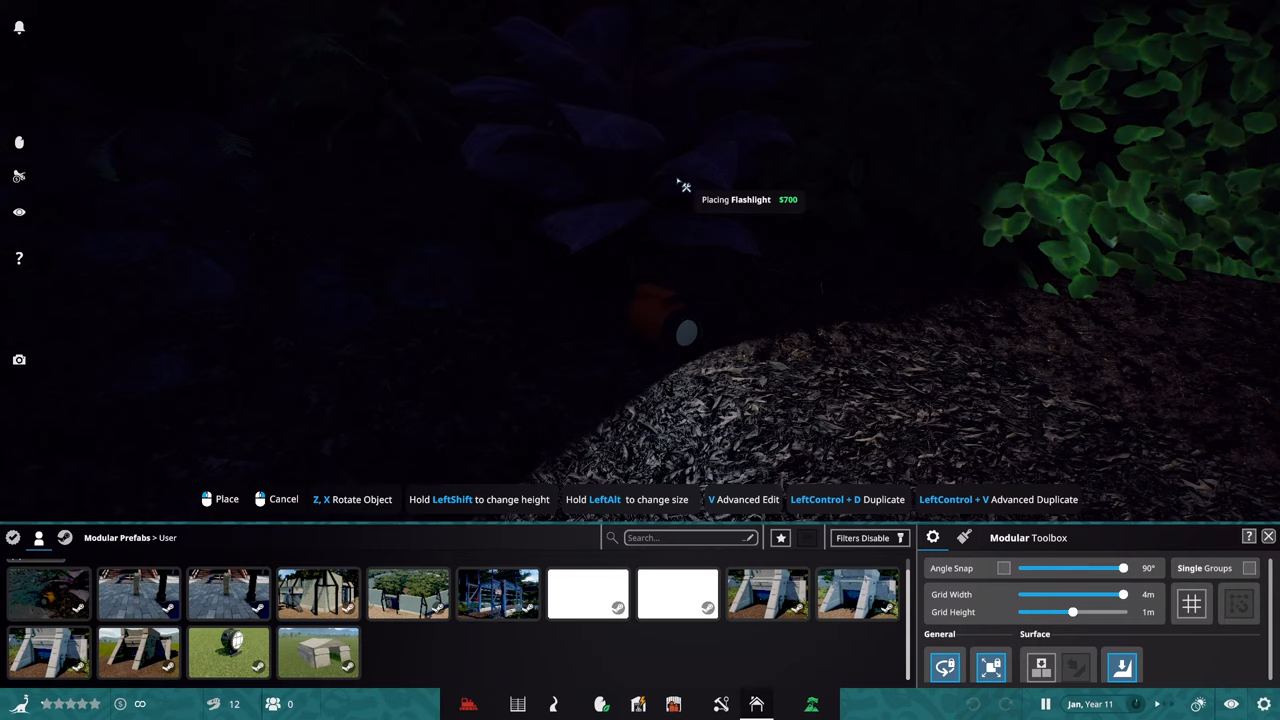 Placing Flashlight $700
Place
Cancel
Z, X Rotate Object
Hold LeftShift to change height
Hold LeftAlt to change size
V Advanced Edit
LeftControl + D Duplicate
LeftControl + V Advanced Duplicate
Modular Prefabs > User
Search...
Filters Disable
Modular Toolbox
?
Angle Snap 90°
Single Groups
Grid Width 4m
Grid Height 1m
General
Surface
∞
12
0
Jan, Year 11